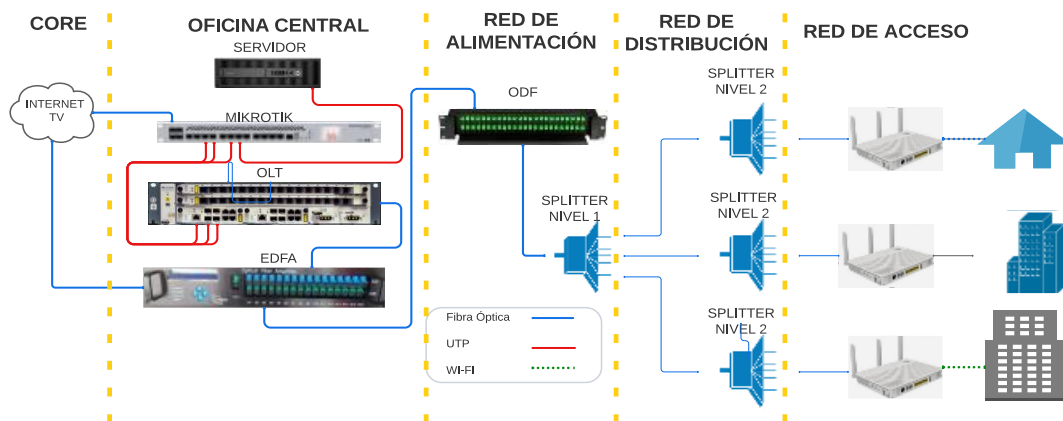 CORE
OFICINA CENTRAL
RED DE
ALIMENTACIÓN
RED DE
DISTRIBUCIÓN
RED DE ACCESO
SERVIDOR
INTERNET
TV
MIKROTIK
OLT
EDFA
ODF
SPLITTER
NIVEL 1
SPLITTER
NIVEL 2
SPLITTER
NIVEL 2
SPLITTER
NIVEL 2
Fibra Óptica
UTP
WI-FI